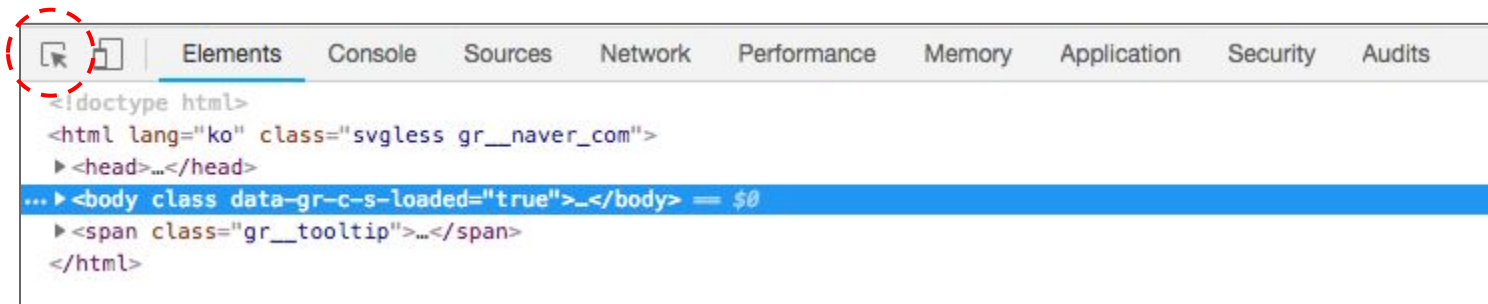 Elements Console Sources Network Performance Memory Application Security Audits
<!doctype html>
<html lang="ko" class="svgless gr__naver_com">
▶<head>…</head>
… ▶<body class data-gr-c-s-loaded="true">…</body> == $0
▶<span class="gr__tooltip">…</span>
</html>